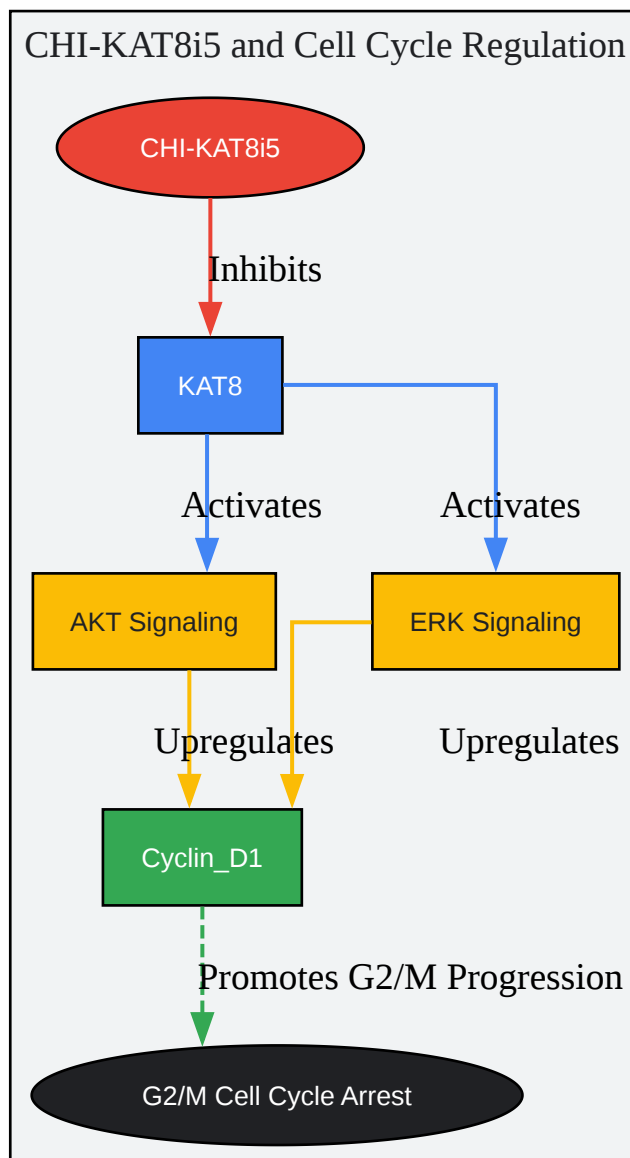 CHI-KAT8i5 and Cell Cycle Regulation
CHI-KAT8i5
Inhibits
KAT8
Activates
Activates
AKT Signaling
ERK Signaling
Upregulates
Upregulates
Cyclin_D1
Promotes G2/M Progression
G2/M Cell Cycle Arrest